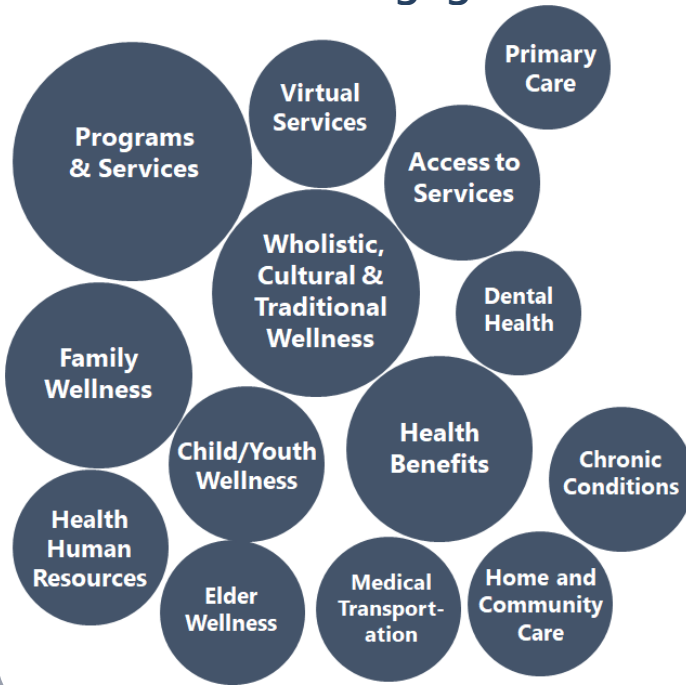 Programs
& Services
Virtual
Services
Primary
Care
Access to
Services
Wholistic,
Cultural &
Traditional
Wellness
Dental
Health
Family
Wellness
Child/Youth
Wellness
Health
Benefits
Chronic
Conditions
Health
Human
Resources
Elder
Wellness
Medical
Transport-
ation
Home and
Community
Care